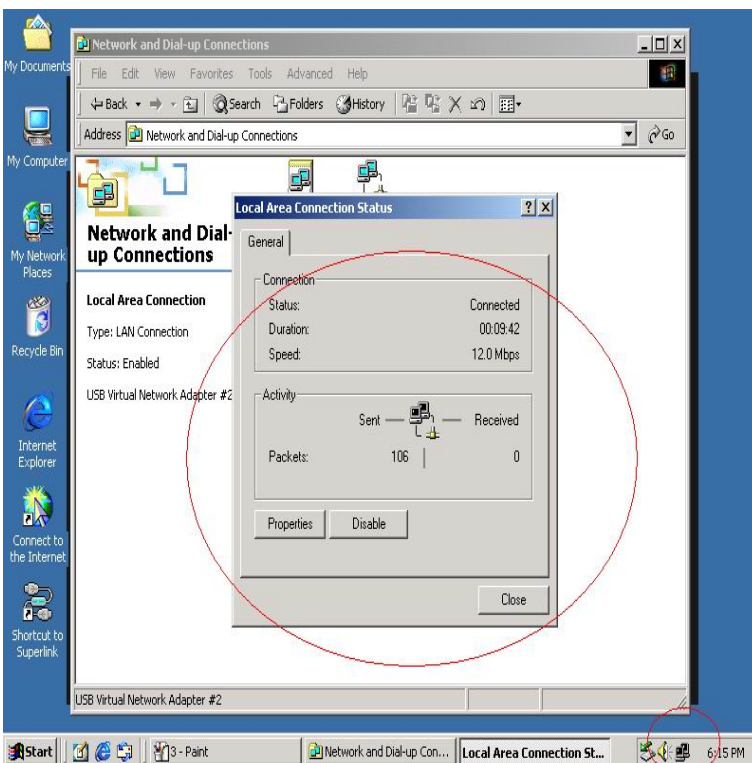 My Documents
My Computer
My Network
Places
Recycle Bin
Internet
Explorer
Connect to
the Internet
Shortcut to
Superlink
Network and Dial-up Connections
File Edit View Favorites Tools Advanced Help
Back Search Folders History
Address Network and Dial-up Connections Go
Network and Dial-
up Connections
Local Area Connection
Type: LAN Connection
Status: Enabled
USB Virtual Network Adapter #2
Local Area Connection Status
General
Connection
Status: Connected
Duration: 00:09:42
Speed: 12.0 Mbps
Activity
Sent Received
Packets: 106 0
Properties Disable
Close
USB Virtual Network Adapter #2
Start 3 - Paint Network and Dial-up Con... Local Area Connection St... 6:15 PM